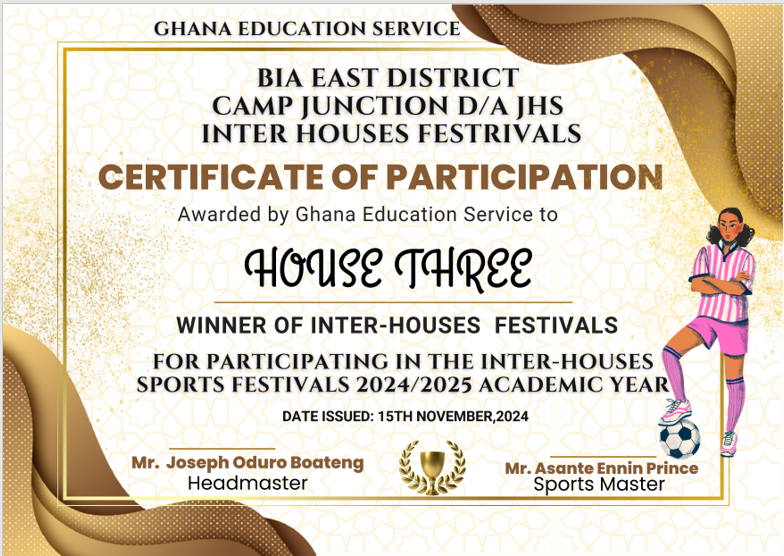 GHANA EDUCATION SERVICE
BIA EAST DISTRICT
CAMP JUNCTION D/A JHS
INTER HOUSES FESTRIVALS
CERTIFICATE OF PARTICIPATION
Awarded by Ghana Education Service to
HOUSE THREE
WINNER OF INTER-HOUSES FESTIVALS
FOR PARTICIPATING IN THE INTER-HOUSES
SPORTS FESTIVALS 2024/2025 ACADEMIC YEAR
DATE ISSUED: 15TH NOVEMBER,2024
Mr. Joseph Oduro Boateng
Headmaster
Mr. Asante Ennin Prince
Sports Master